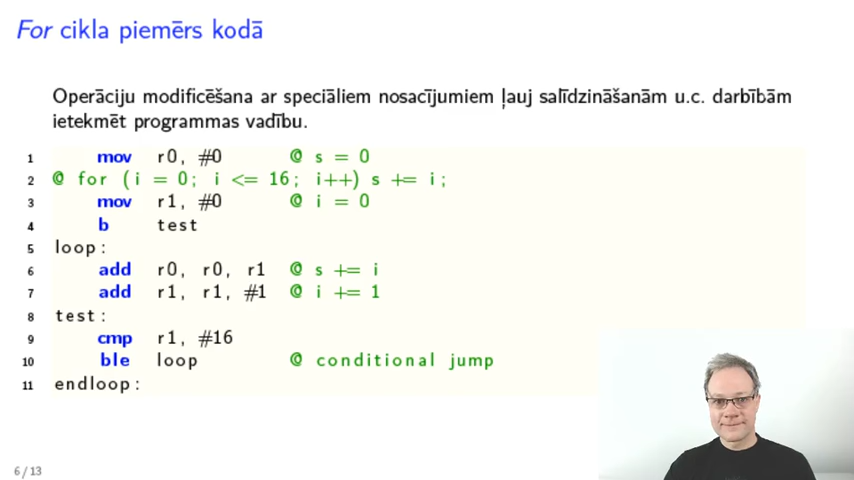 For cikla piemērs kodā
Operāciju modificēšana ar speciāliem nosacījumiem ļauj salīdzināšanām u.c. darbībām
ietekmēt programmas vadību.
1 mov r0, #0 @ s = 0
2 @ for (i = 0; i <= 16; i++) s += i;
3 mov r1, #0 @ i = 0
4 b test
5 loop:
6 add r0, r0, r1 @ s += i
7 add r1, r1, #1 @ i += 1
8 test:
9 cmp r1, #16
10 ble loop @ conditional jump
11 endloop:
6 / 13